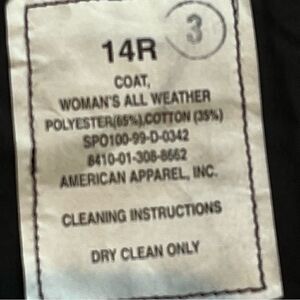 3
14R
COAT,
WOMAN'S ALL WEATHER
POLYESTER(65%),COTTON (35%)
SPO100-99-D-0342
8410-01-308-8662
AMERICAN APPAREL, INC.
CLEANING INSTRUCTIONS
DRY CLEAN ONLY